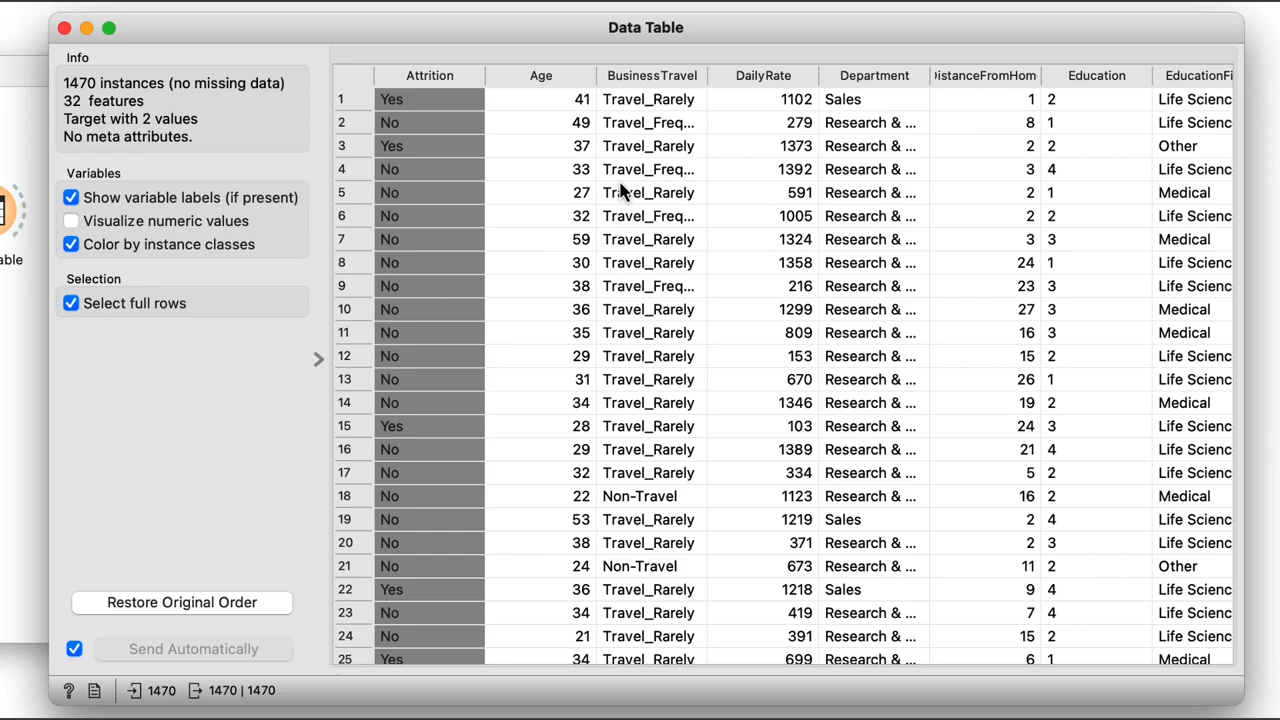 Data Table
Info
1470 instances (no missing data)
32 features
Target with 2 values
No meta attributes.
Variables
Show variable labels (if present)
Visualize numeric values
Color by instance classes
Selection
Select full rows
Restore Original Order
Send Automatically
? 1470 1470 | 1470
able
Attrition Age BusinessTravel DailyRate Department istanceFromHom Education EducationFi
1 Yes 41 Travel_Rarely 1102 Sales 1 2 Life Scienc
2 No 49 Travel_Freq... 279 Research & ... 8 1 Life Scienc
3 Yes 37 Travel_Rarely 1373 Research & ... 2 2 Other
4 No 33 Travel_Freq... 1392 Research & ... 3 4 Life Scienc
5 No 27 Travel_Rarely 591 Research & ... 2 1 Medical
6 No 32 Travel_Freq... 1005 Research & ... 2 2 Life Scienc
7 No 59 Travel_Rarely 1324 Research & ... 3 3 Medical
8 No 30 Travel_Rarely 1358 Research & ... 24 1 Life Scienc
9 No 38 Travel_Freq... 216 Research & ... 23 3 Life Scienc
10 No 36 Travel_Rarely 1299 Research & ... 27 3 Medical
11 No 35 Travel_Rarely 809 Research & ... 16 3 Medical
12 No 29 Travel_Rarely 153 Research & ... 15 2 Life Scienc
13 No 31 Travel_Rarely 670 Research & ... 26 1 Life Scienc
14 No 34 Travel_Rarely 1346 Research & ... 19 2 Medical
15 Yes 28 Travel_Rarely 103 Research & ... 24 3 Life Scienc
16 No 29 Travel_Rarely 1389 Research & ... 21 4 Life Scienc
17 No 32 Travel_Rarely 334 Research & ... 5 2 Life Scienc
18 No 22 Non-Travel 1123 Research & ... 16 2 Medical
19 No 53 Travel_Rarely 1219 Sales 2 4 Life Scienc
20 No 38 Travel_Rarely 371 Research & ... 2 3 Life Scienc
21 No 24 Non-Travel 673 Research & ... 11 2 Other
22 Yes 36 Travel_Rarely 1218 Sales 9 4 Life Scienc
23 No 34 Travel_Rarely 419 Research & ... 7 4 Life Scienc
24 No 21 Travel_Rarely 391 Research & ... 15 2 Life Scienc
25 Yes 34 Travel_Rarely 699 Research & ... 6 1 Medical